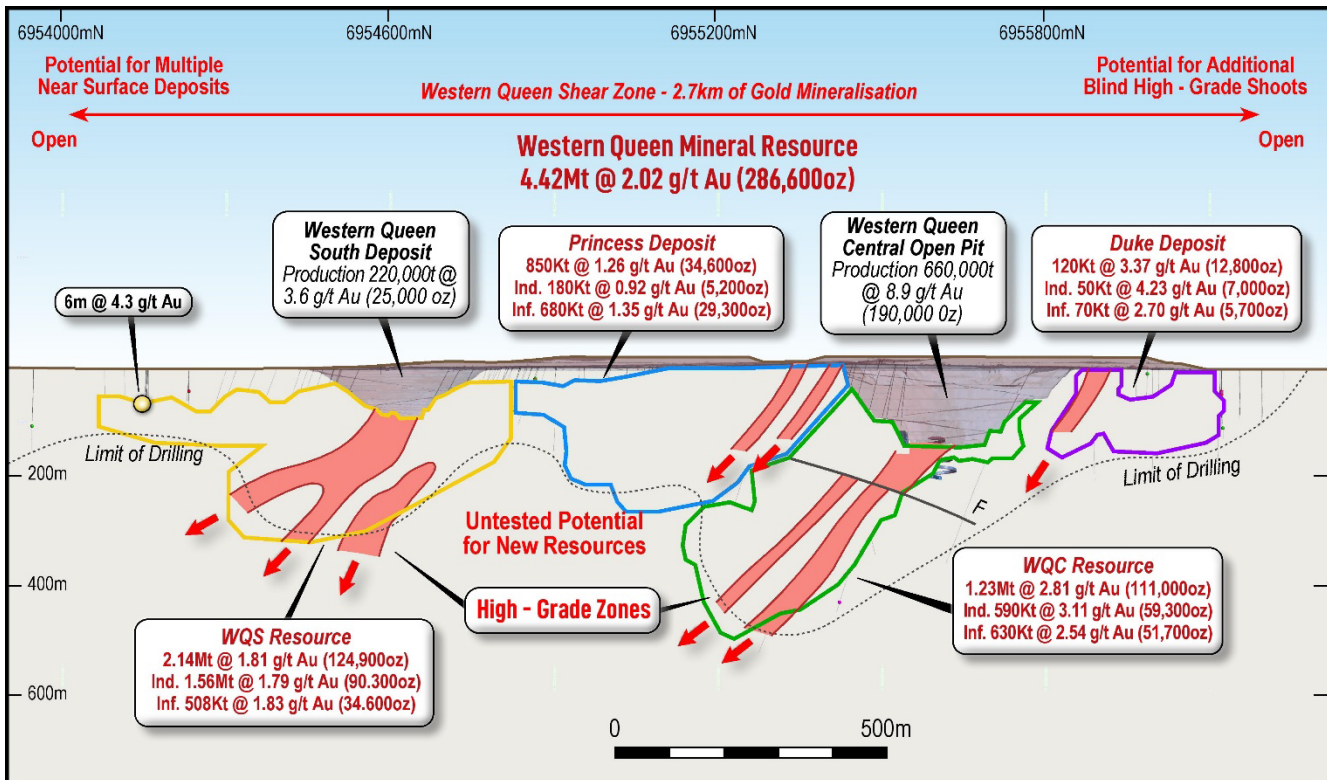 6954000mN
6954600mN
6955200mN
6955800mN
Potential for Multiple
Near Surface Deposits
Western Queen Shear Zone - 2.7km of Gold Mineralisation
Potential for Additional
Blind High - Grade Shoots
Open
Open
Western Queen Mineral Resource
4.42Mt @ 2.02 g/t Au (286,600oz)
Western Queen
South Deposit
Production 220,000t @
3.6 g/t Au (25,000 oz)
Princess Deposit
850Kt @ 1.26 g/t Au (34,600oz)
Ind. 180Kt @ 0.92 g/t Au (5,200oz)
Inf. 680Kt @ 1.35 g/t Au (29,300oz)
Western Queen
Central Open Pit
Production 660,000t
@ 8.9 g/t Au
(190,000 0z)
Duke Deposit
120Kt @ 3.37 g/t Au (12,800oz)
Ind. 50Kt @ 4.23 g/t Au (7,000oz)
Inf. 70Kt @ 2.70 g/t Au (5,700oz)
6m @ 4.3 g/t Au
Limit of Drilling
Limit of Drilling
200m
F
Untested Potential
for New Resources
400m
High - Grade Zones
WQC Resource
1.23Mt @ 2.81 g/t Au (111,000oz)
Ind. 590Kt @ 3.11 g/t Au (59,300oz)
Inf. 630Kt @ 2.54 g/t Au (51,700oz)
WQS Resource
2.14Mt @ 1.81 g/t Au (124,900oz)
Ind. 1.56Mt @ 1.79 g/t Au (90.300oz)
Inf. 508Kt @ 1.83 g/t Au (34.600oz)
600m
0
500m